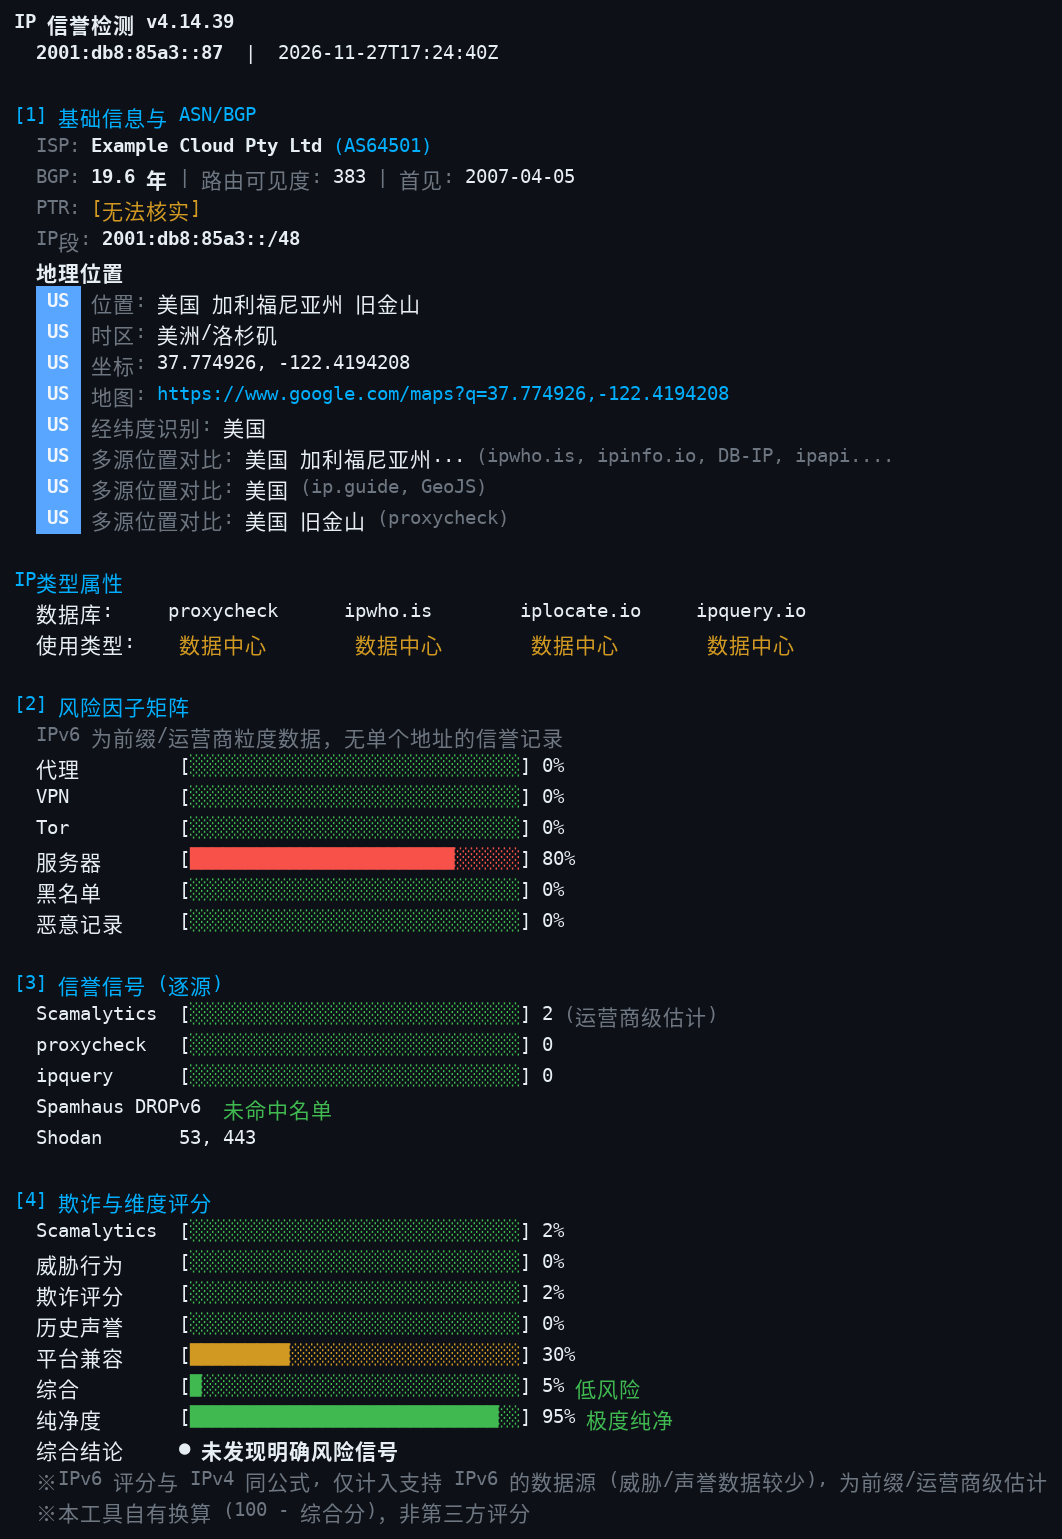 IP 信誉检测 v4.14.39
2001:db8:85a3::87 | 2026-11-27T17:24:40Z
[1] 基础信息与 ASN/BGP
ISP: Example Cloud Pty Ltd (AS64501)
BGP: 19.6 年 | 路由可见度: 383 | 首见: 2007-04-05
PTR: [无法核实]
IP段: 2001:db8:85a3::/48
地理位置
US 位置: 美国 加利福尼亚州 旧金山
US 时区: 美洲/洛杉矶
US 坐标: 37.774926, -122.4194208
US 地图: https://www.google.com/maps?q=37.774926,-122.4194208
US 经纬度识别: 美国
US 多源位置对比: 美国 加利福尼亚州··· (ipwho.is, ipinfo.io, DB-IP, ipapi....
US 多源位置对比: 美国 (ip.guide, GeoJS)
US 多源位置对比: 美国 旧金山 (proxycheck)
IP类型属性
数据库: proxycheck ipwho.is iplocate.io ipquery.io
使用类型: 数据中心 数据中心 数据中心 数据中心
[2] 风险因子矩阵
IPv6 为前缀/运营商粒度数据，无单个地址的信誉记录
代理 [] 0%
VPN [] 0%
Tor [] 0%
服务器 [] 80%
黑名单 [] 0%
恶意记录 [] 0%
[3] 信誉信号 (逐源)
Scamalytics [] 2 (运营商级估计)
proxycheck [] 0
ipquery [] 0
Spamhaus DROPv6 未命中名单
Shodan 53, 443
[4] 欺诈与维度评分
Scamalytics [] 2%
威胁行为 [] 0%
欺诈评分 [] 2%
历史声誉 [] 0%
平台兼容 [] 30%
综合 [] 5% 低风险
纯净度 [] 95% 极度纯净
综合结论 ● 未发现明确风险信号
※IPv6 评分与 IPv4 同公式，仅计入支持 IPv6 的数据源 (威胁/声誉数据较少)，为前缀/运营商级估计
※本工具自有换算 (100 - 综合分)，非第三方评分